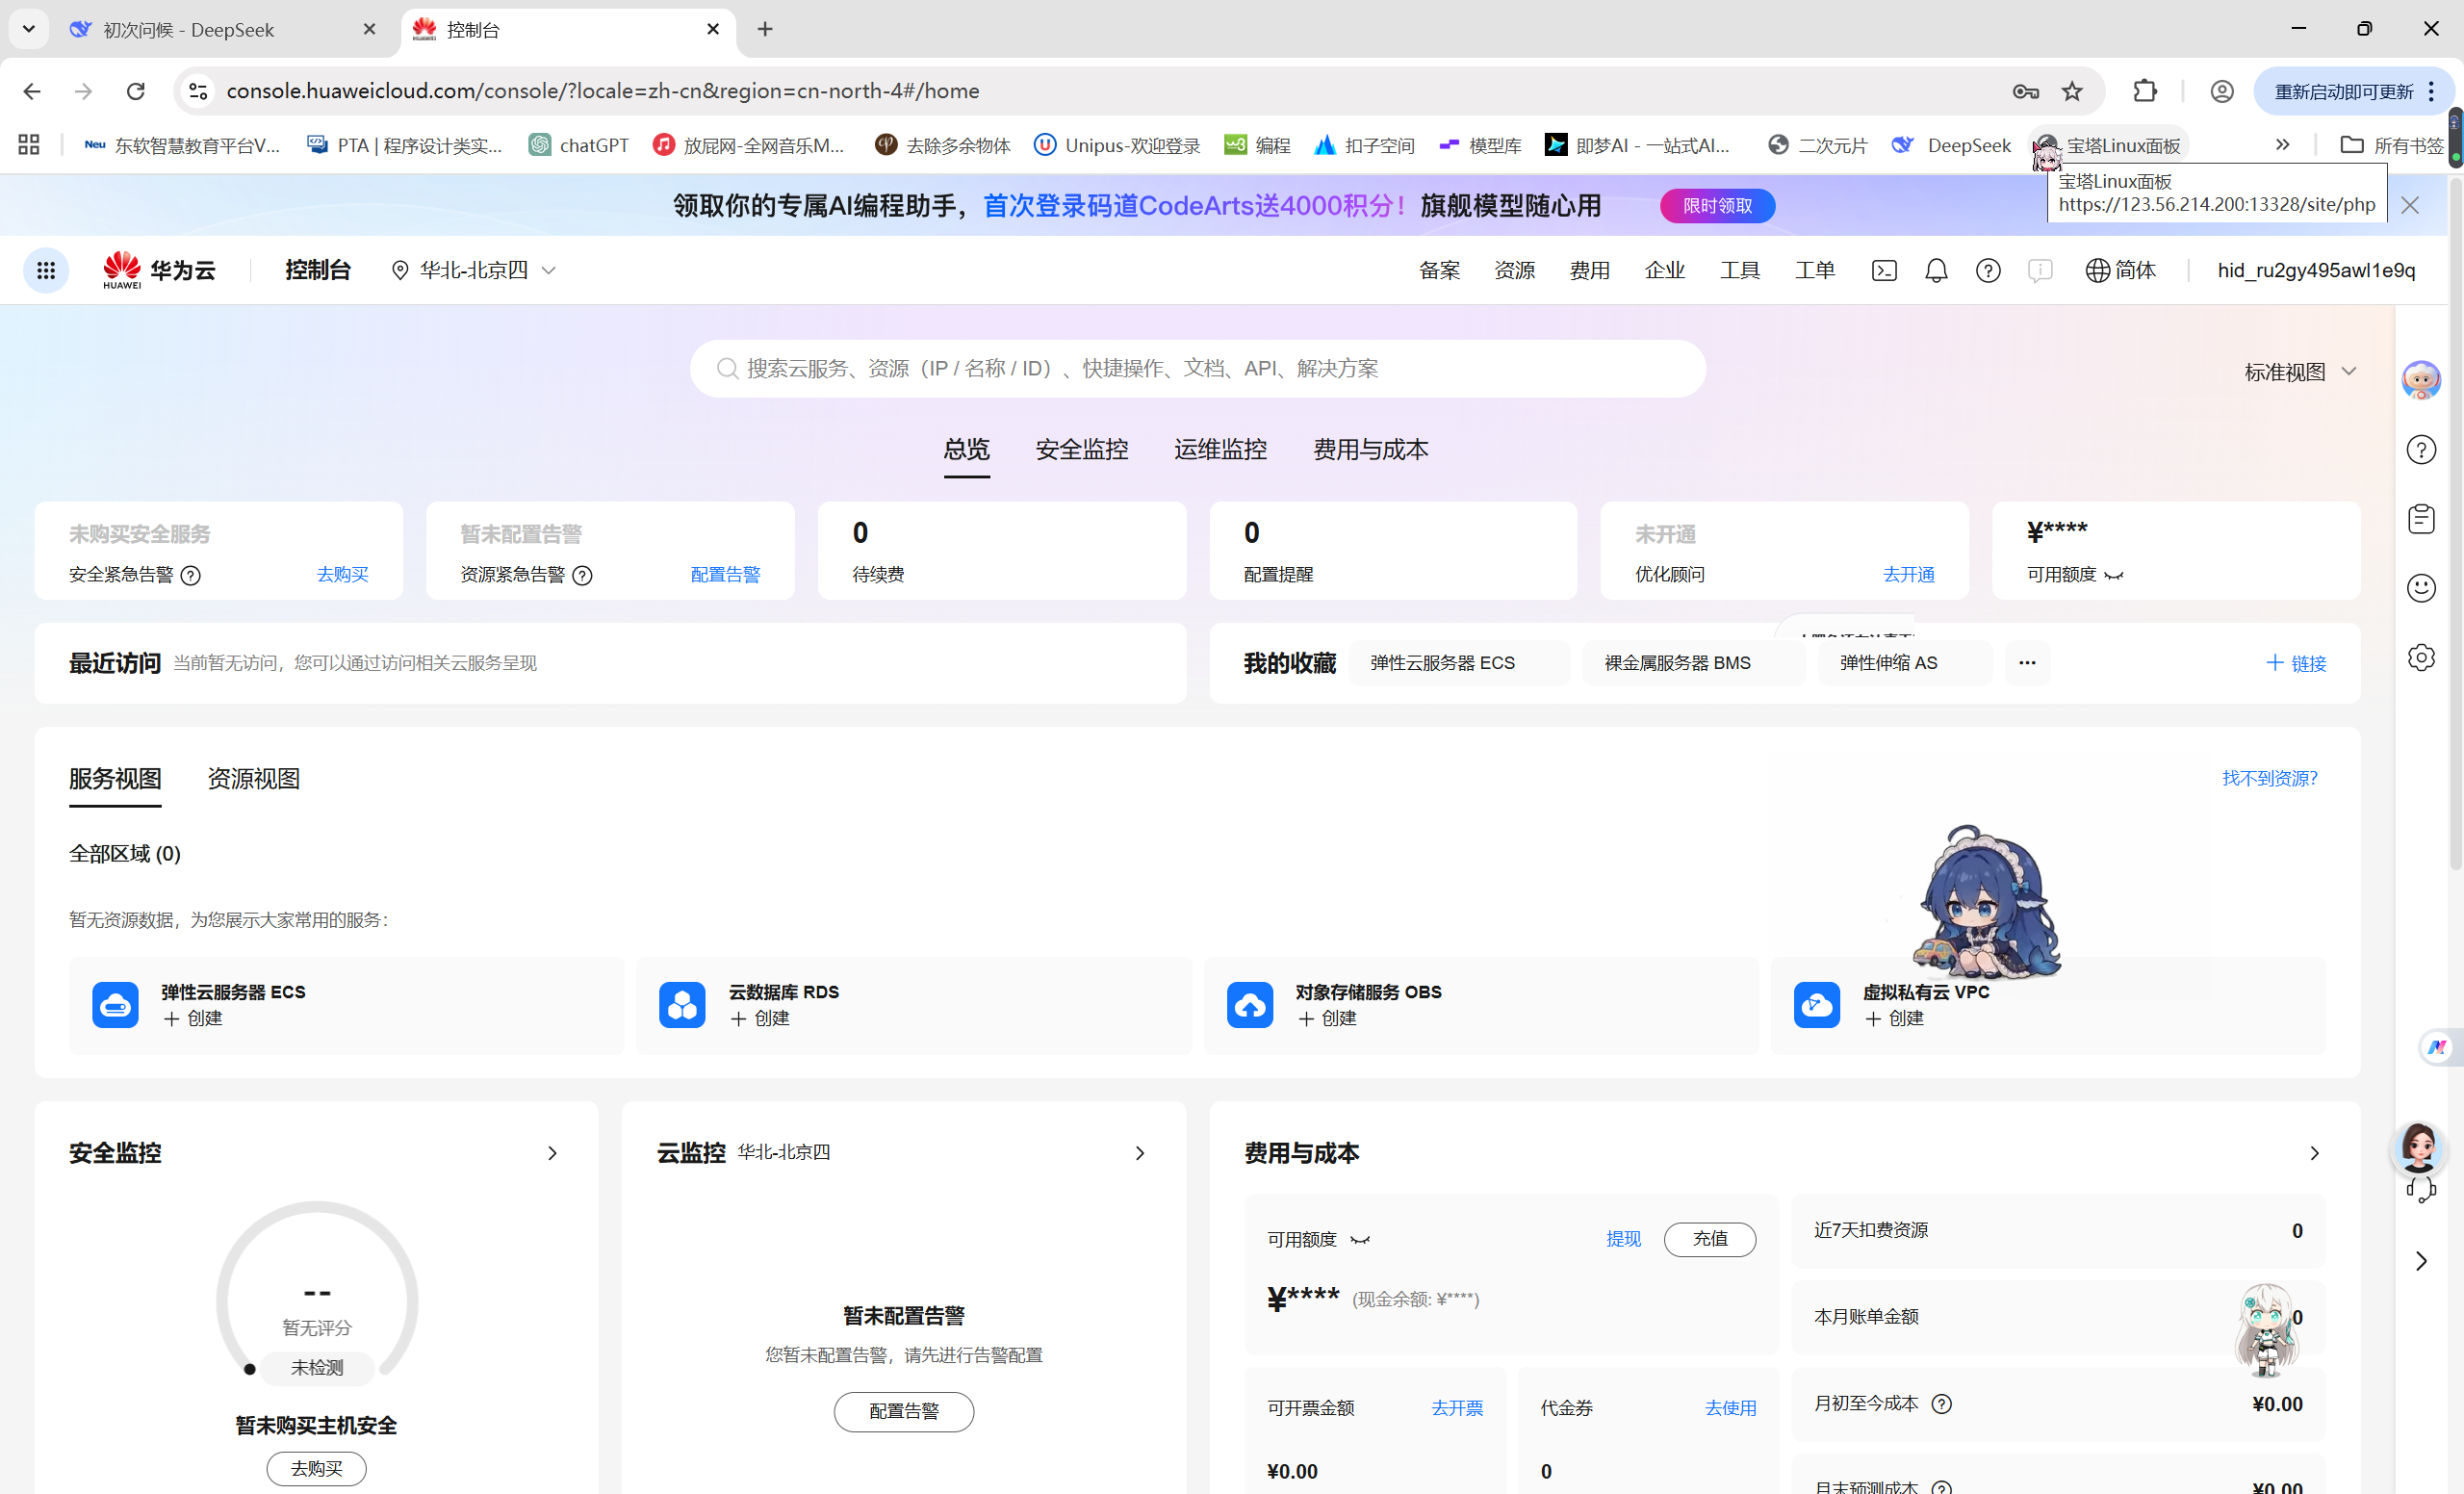 初次问候 - DeepSeek
控制台
console.huaweicloud.com/console/?locale=zh-cn&region=cn-north-4#/home
重新启动即可更新
Neu 东软智慧教育平台V...
PTA | 程序设计类实...
chatGPT
放屁网-全网音乐M...
去除多余物体
Unipus-欢迎登录
编程
扣子空间
模型库
即梦AI - 一站式AI...
二次元片
DeepSeek
宝塔Linux面板
所有书签
宝塔Linux面板
https://123.56.214.200:13328/site/php
领取你的专属AI编程助手，首次登录码道CodeArts送4000积分！旗舰模型随心用
限时领取
HUAWEI
华为云
控制台
华北-北京四
备案
资源
费用
企业
工具
工单
简体
hid_ru2gy495awl1e9q
搜索云服务、资源（IP / 名称 / ID）、快捷操作、文档、API、解决方案
标准视图
总览
安全监控
运维监控
费用与成本
未购买安全服务
安全紧急告警
去购买
暂未配置告警
资源紧急告警
配置告警
0
待续费
0
配置提醒
未开通
优化顾问
去开通
¥****
可用额度
最近访问 当前暂无访问，您可以通过访问相关云服务呈现
我的收藏
弹性云服务器 ECS
裸金属服务器 BMS
弹性伸缩 AS
链接
服务视图
资源视图
找不到资源?
全部区域 (0)
暂无资源数据，为您展示大家常用的服务：
弹性云服务器 ECS
创建
云数据库 RDS
创建
对象存储服务 OBS
创建
虚拟私有云 VPC
创建
安全监控
--
暂无评分
未检测
暂未购买主机安全
去购买
云监控 华北-北京四
暂未配置告警
您暂未配置告警，请先进行告警配置
配置告警
费用与成本
可用额度
提现
充值
¥**** (现金余额: ¥****)
可开票金额
去开票
¥0.00
代金券
去使用
0
近7天扣费资源
0
本月账单金额
0
月初至今成本
¥0.00
月末预测成本
¥0.00